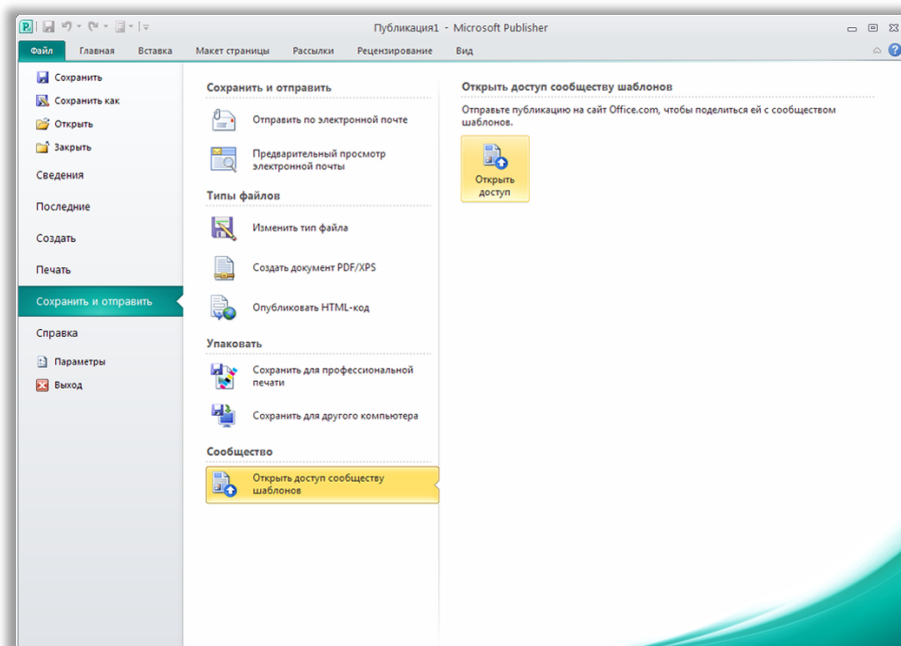 Публикация1 - Microsoft Publisher
Файл Главная Вставка Макет страницы Рассылки Рецензирование Вид
Сохранить
Сохранить как
Открыть
Закрыть
Сведения
Последние
Создать
Печать
Сохранить и отправить
Справка
Параметры
Выход
Сохранить и отправить
Отправить по электронной почте
Предварительный просмотр
электронной почты
Типы файлов
Изменить тип файла
Создать документ PDF/XPS
Опубликовать HTML-код
Упаковать
Сохранить для профессиональной
печати
Сохранить для другого компьютера
Сообщество
Открыть доступ сообществу
шаблонов
Открыть доступ сообществу шаблонов
Отправьте публикацию на сайт Office.com, чтобы поделиться ей с сообществом
шаблонов.
Открыть
доступ